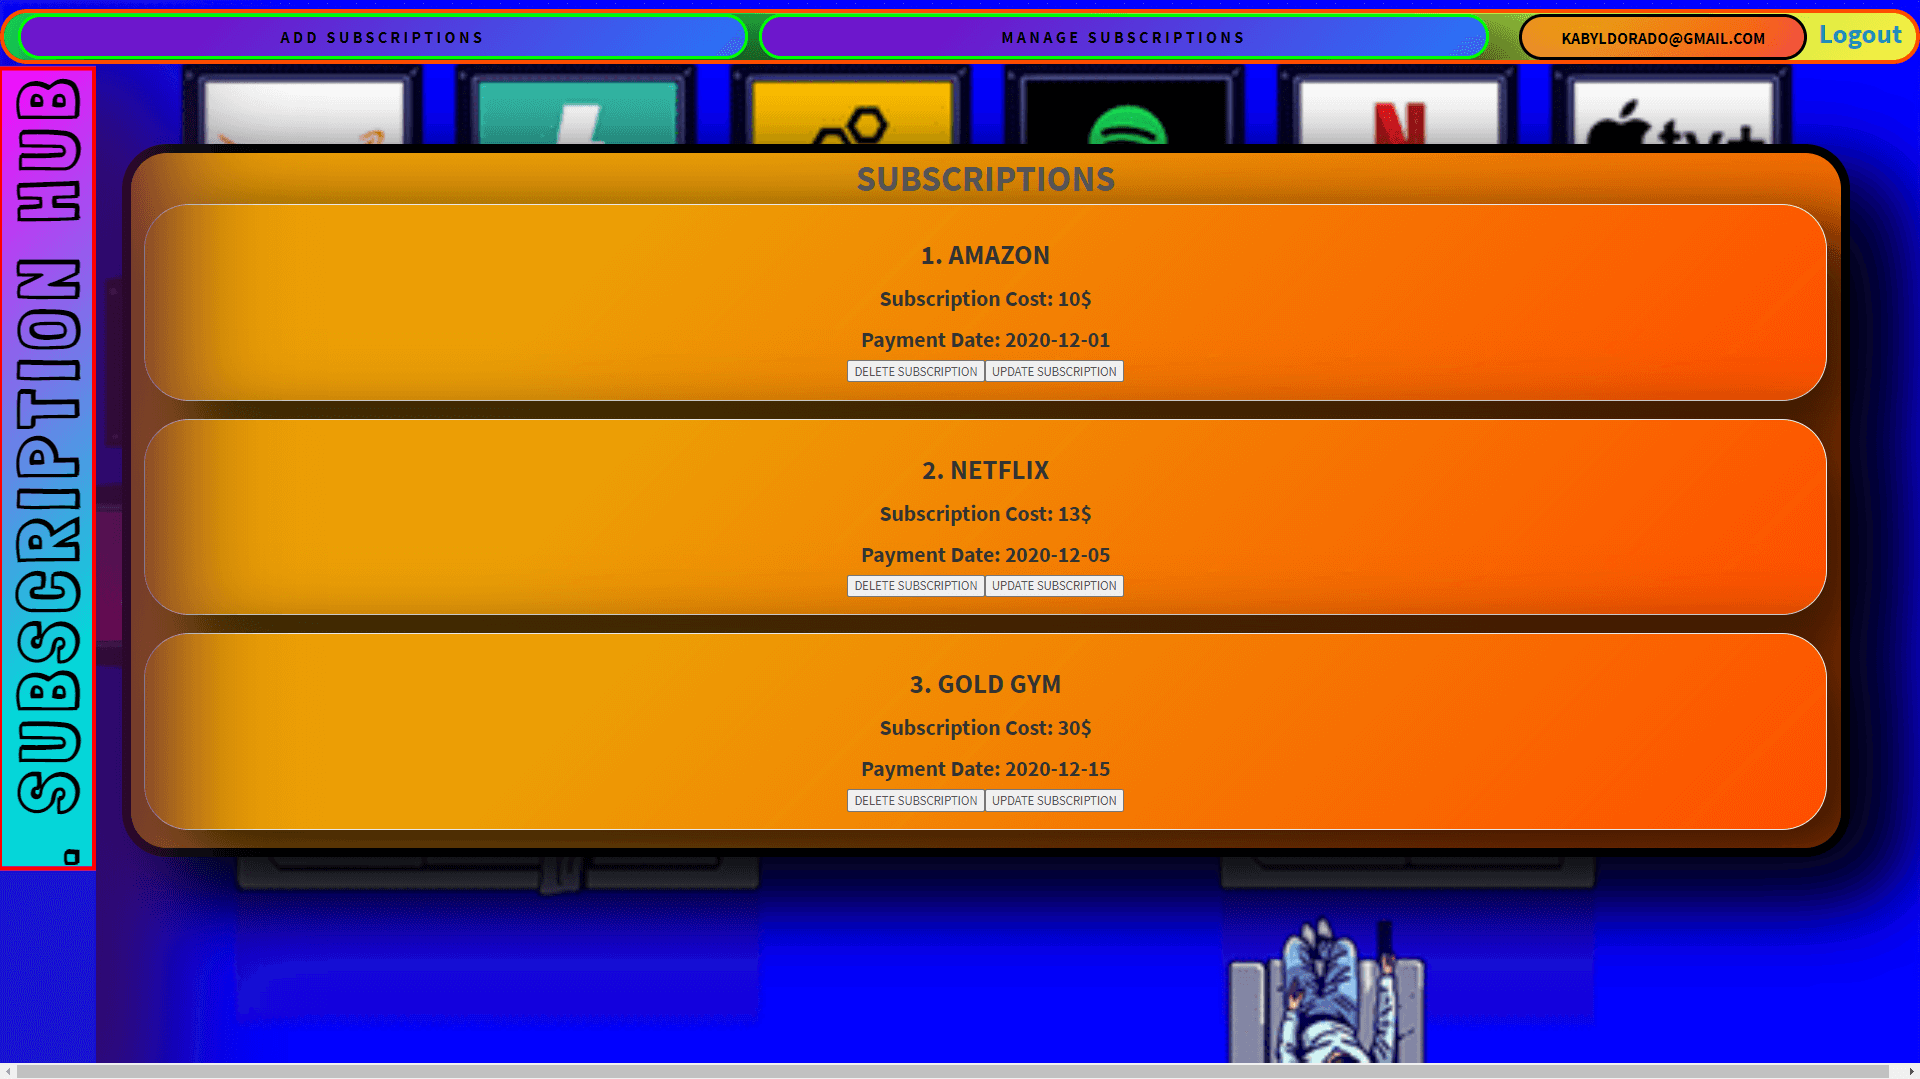 ADD SUBSCRIPTIONS
MANAGE SUBSCRIPTIONS
KABYLDORADO@GMAIL.COM
Logout
. SUBSCRIPTION HUB
tv+
SUBSCRIPTIONS
1. AMAZON
Subscription Cost: 10$
Payment Date: 2020-12-01
DELETE SUBSCRIPTION
UPDATE SUBSCRIPTION
2. NETFLIX
Subscription Cost: 13$
Payment Date: 2020-12-05
DELETE SUBSCRIPTION
UPDATE SUBSCRIPTION
3. GOLD GYM
Subscription Cost: 30$
Payment Date: 2020-12-15
DELETE SUBSCRIPTION
UPDATE SUBSCRIPTION